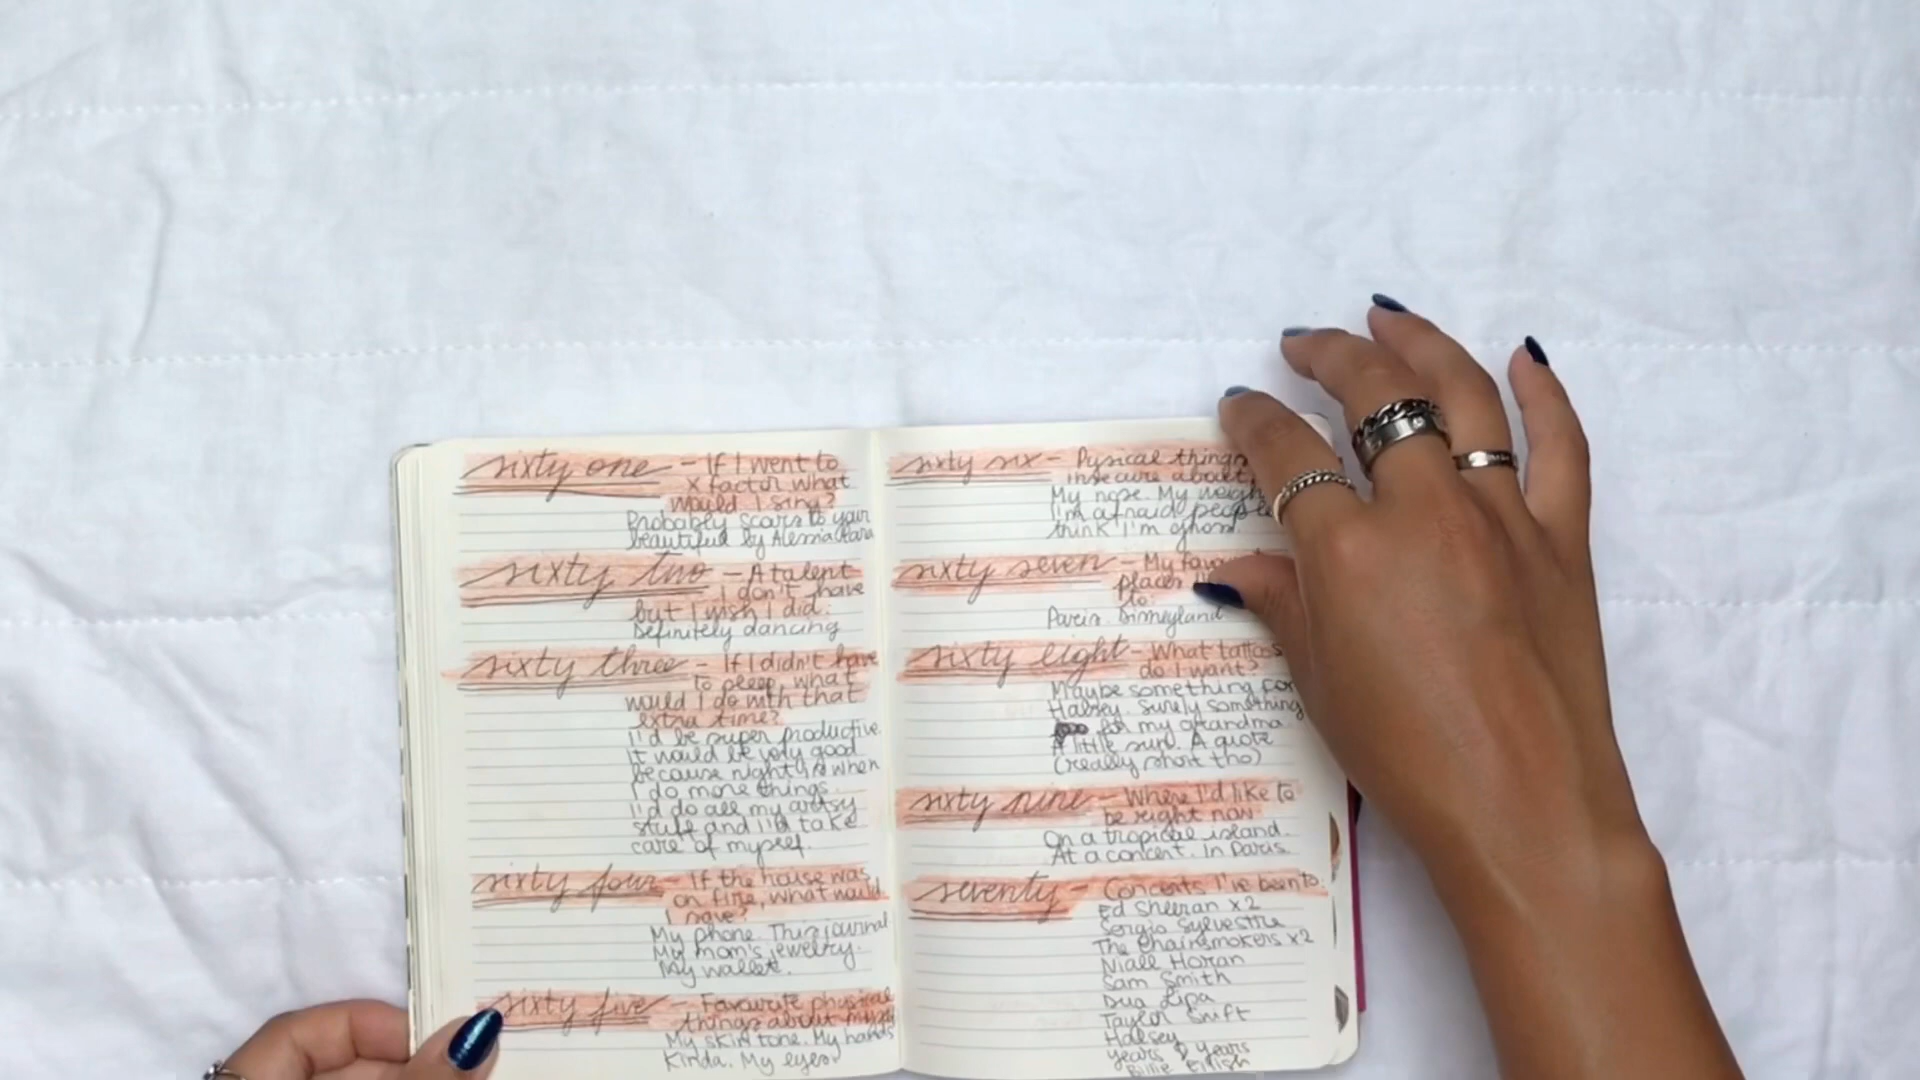 sixty one - If I went to
x factor what
would I sing?
Probably scars to your
beautiful by Alessia Cara
sixty two - A talent
I don't have
but I wish I did:
Definitely dancing
sixty three - If I didn't have
to sleep, what
would I do with that
extra time?
I'd be super productive.
It would be very good
because night is when
I do more things.
I'd do all my artsy
stuff and I'd take
care of myself.
sixty four - If the house was
on fire, what would
I save?
My phone. This journal
My mom's jewelry.
My wallet.
sixty five - Favourite physical
things about myself
My skin tone. My hands
kinda. My eyes.
sixty six - Pysical things
insecure about.
My nose. My weigh
I'm afraid people
think I'm
sixty seven - My favou
places
to:
Paris. Disneyland
sixty eight - What tattoos
do I want?
Maybe something for
Halsey. Surely something
for my grandma
A little sun. A quote
(really short tho)
sixty nine - Where I'd like to
be right now
On a tropical island.
At a concert. In Paris.
seventy - Concerts I've been to:
Ed Sheeran x2
Sergio Sylvestre
The Chainsmokers x2
Niall Horan
Sam Smith
Dua Lipa
Taylor Swift
Halsey
years & years
Billie Eilish